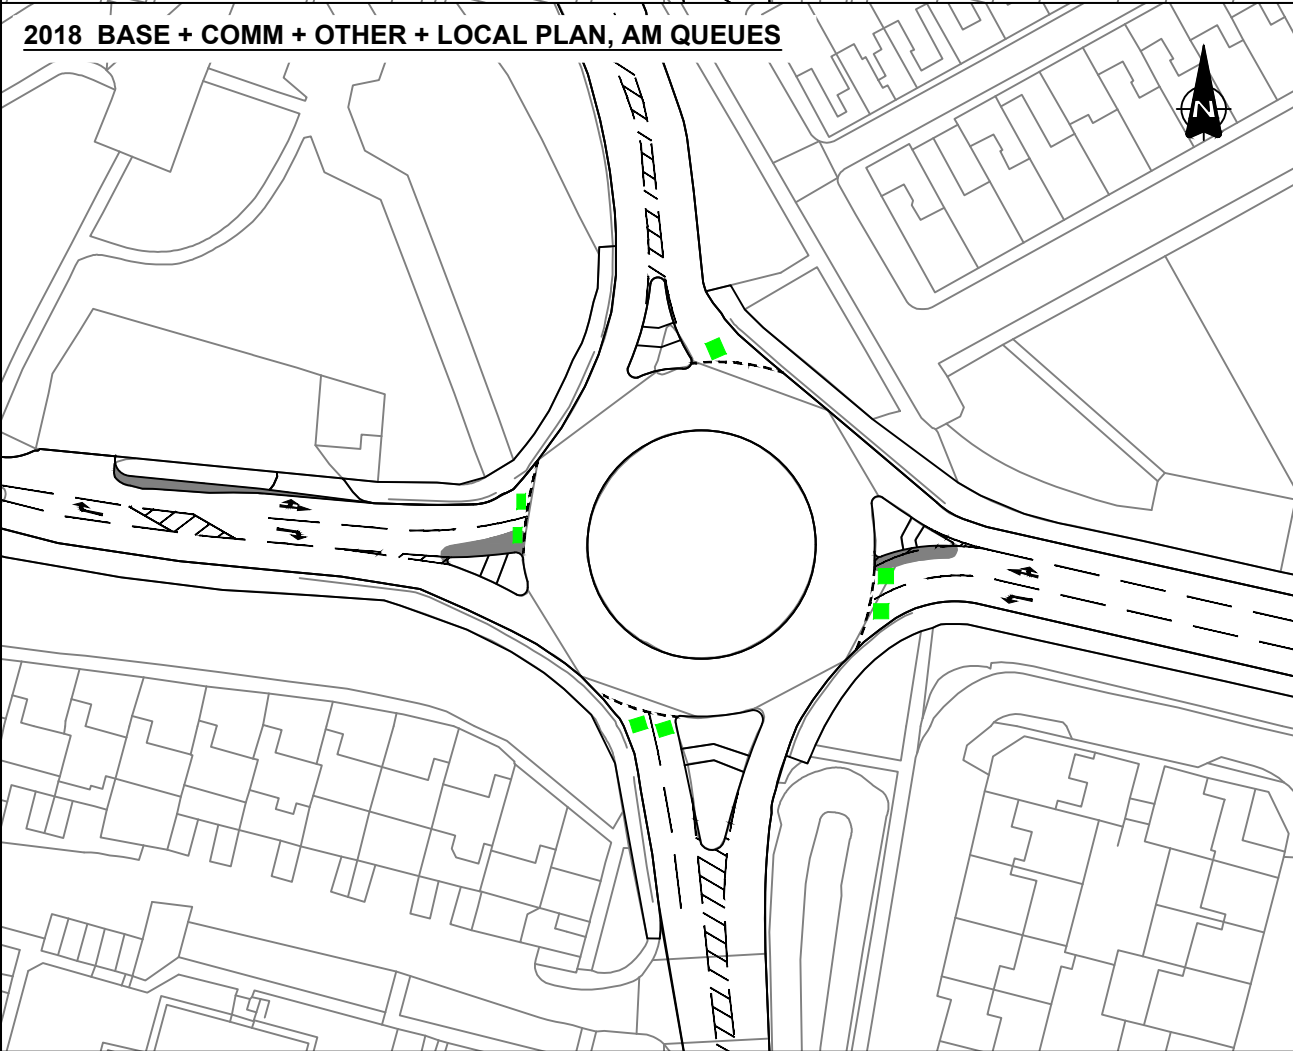 2018 BASE + COMM + OTHER + LOCAL PLAN, AM QUEUES
N